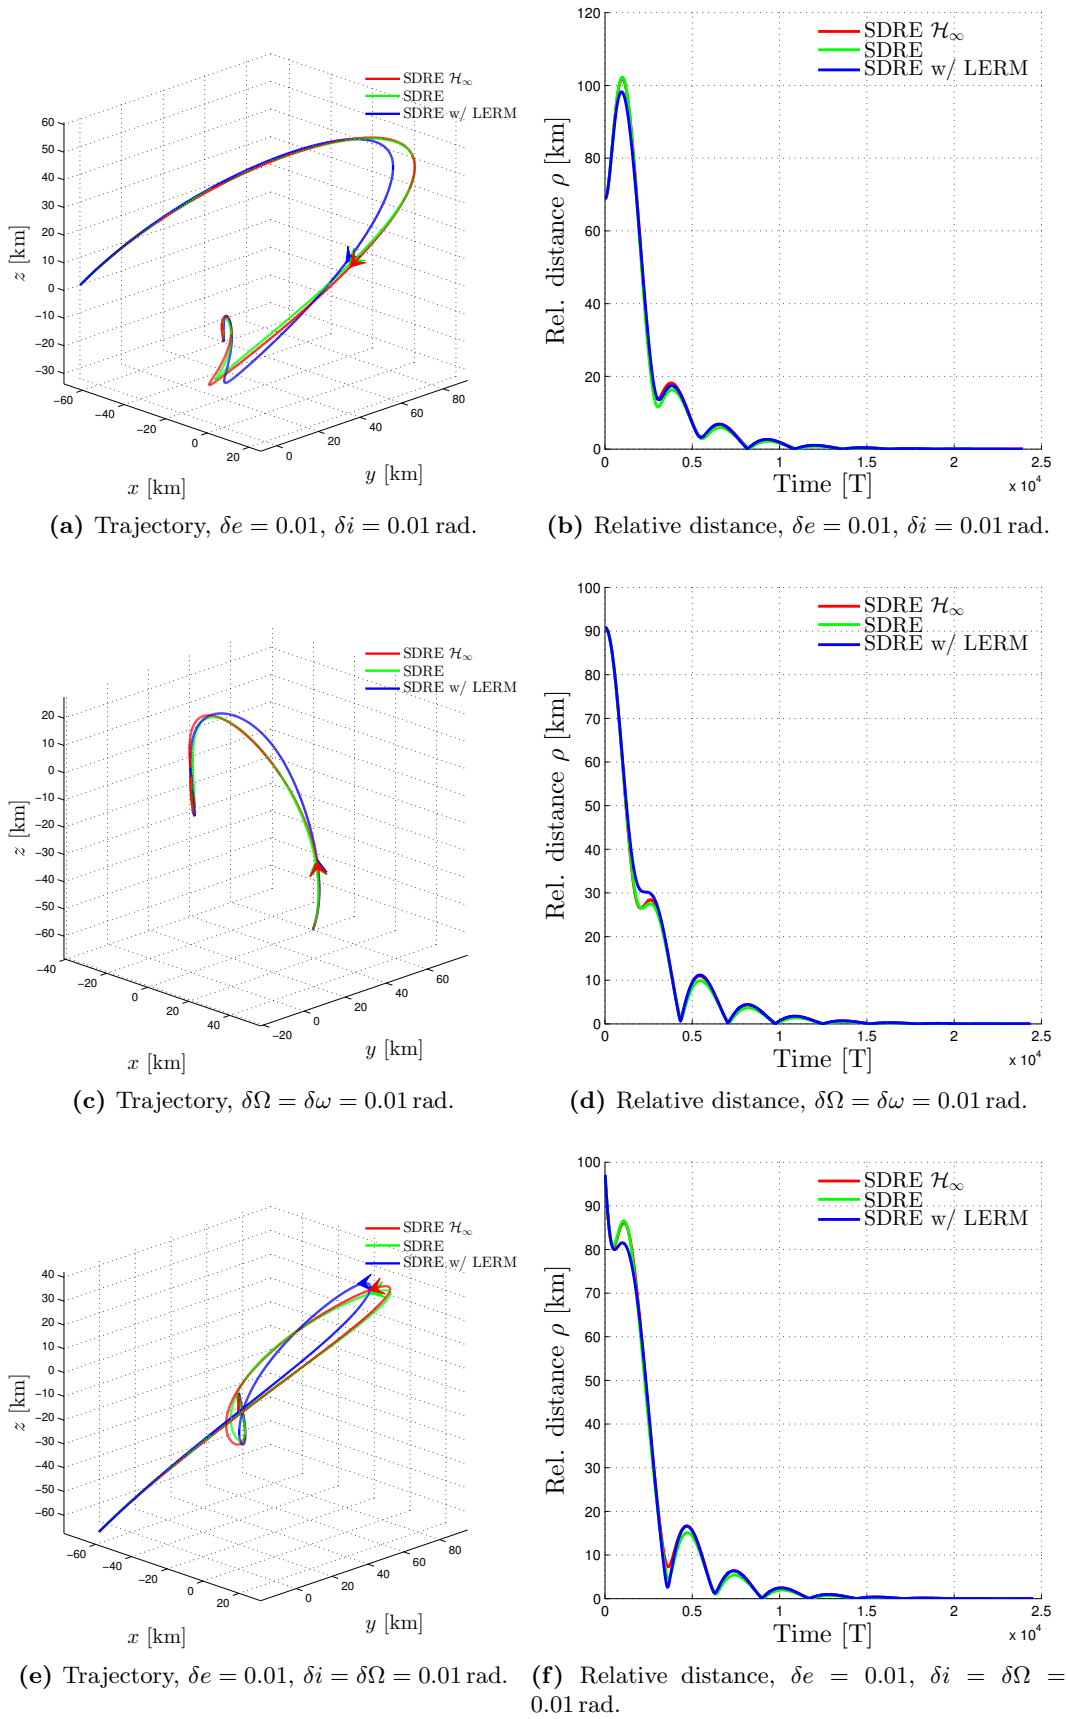 SDRE H∞
SDRE
SDRE w/ LERM
z [km]
60
50
40
30
20
10
0
−10
−20
−30
−60
−40
−20
0
20
x [km]
0
20
40
60
80
y [km]
(a) Trajectory, δe = 0.01, δi = 0.01 rad.
SDRE H∞
SDRE
SDRE w/ LERM
Rel. distance ρ [km]
120
100
80
60
40
20
0
0 0.5 1 1.5 2 2.5
x 10⁴
Time [T]
(b) Relative distance, δe = 0.01, δi = 0.01 rad.
SDRE H∞
SDRE
SDRE w/ LERM
z [km]
20
10
0
−10
−20
−30
−40
−50
−60
−40
−20
0
20
40
x [km]
−20
0
20
40
60
y [km]
(c) Trajectory, δΩ = δω = 0.01 rad.
SDRE H∞
SDRE
SDRE w/ LERM
Rel. distance ρ [km]
100
90
80
70
60
50
40
30
20
10
0
0 0.5 1 1.5 2 2.5
x 10⁴
Time [T]
(d) Relative distance, δΩ = δω = 0.01 rad.
SDRE H∞
SDRE
SDRE w/ LERM
z [km]
40
30
20
10
0
−10
−20
−30
−40
−50
−60
−60
−40
−20
0
20
x [km]
0
20
40
60
80
y [km]
(e) Trajectory, δe = 0.01, δi = δΩ = 0.01 rad.
SDRE H∞
SDRE
SDRE w/ LERM
Rel. distance ρ [km]
100
90
80
70
60
50
40
30
20
10
0
0 0.5 1 1.5 2 2.5
x 10⁴
Time [T]
(f) Relative distance, δe = 0.01, δi = δΩ =
0.01 rad.